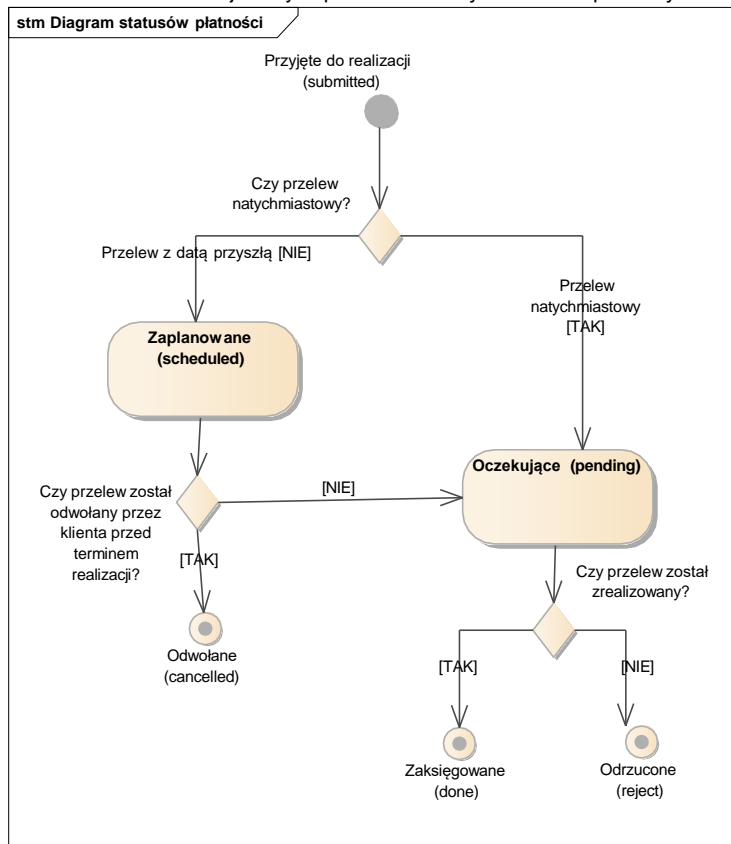 stm Diagram statusów płatności
Przyjęte do realizacji
(submitted)
Czy przelew
natychmiastowy?
Przelew z datą przyszłą [NIE]
Przelew
natychmiastowy
[TAK]
Zaplanowane
(scheduled)
Oczekujące (pending)
Czy przelew został
odwołany przez
klienta przed
terminem
realizacji?
[NIE]
[TAK]
Odwołane
(cancelled)
Czy przelew został
zrealizowany?
[TAK]
[NIE]
Zaksięgowane
(done)
Odrzucone
(reject)